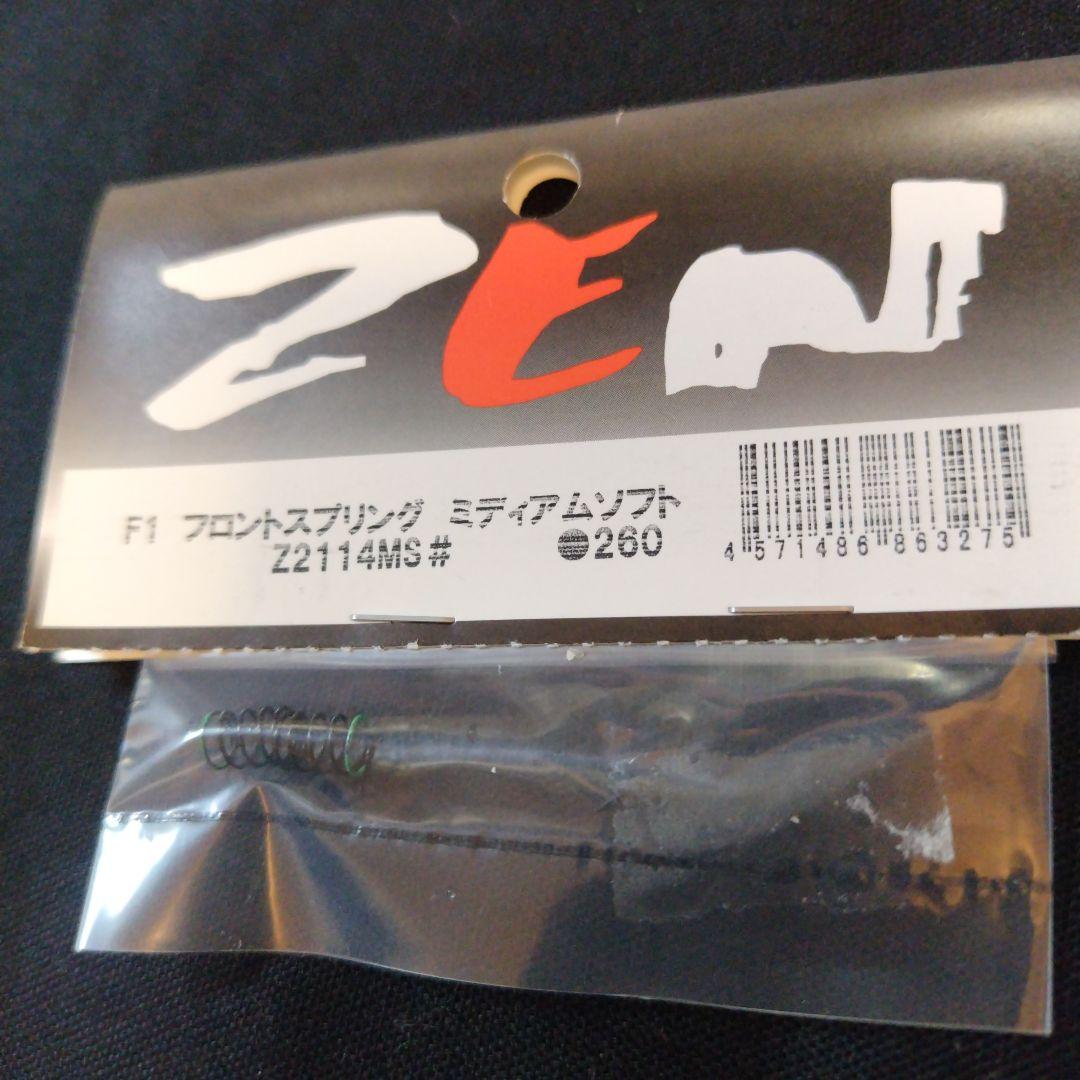 ZEN
F1 フロントスプリング ミディアムソフト
Z2114MS# ●260
4 571486 863275